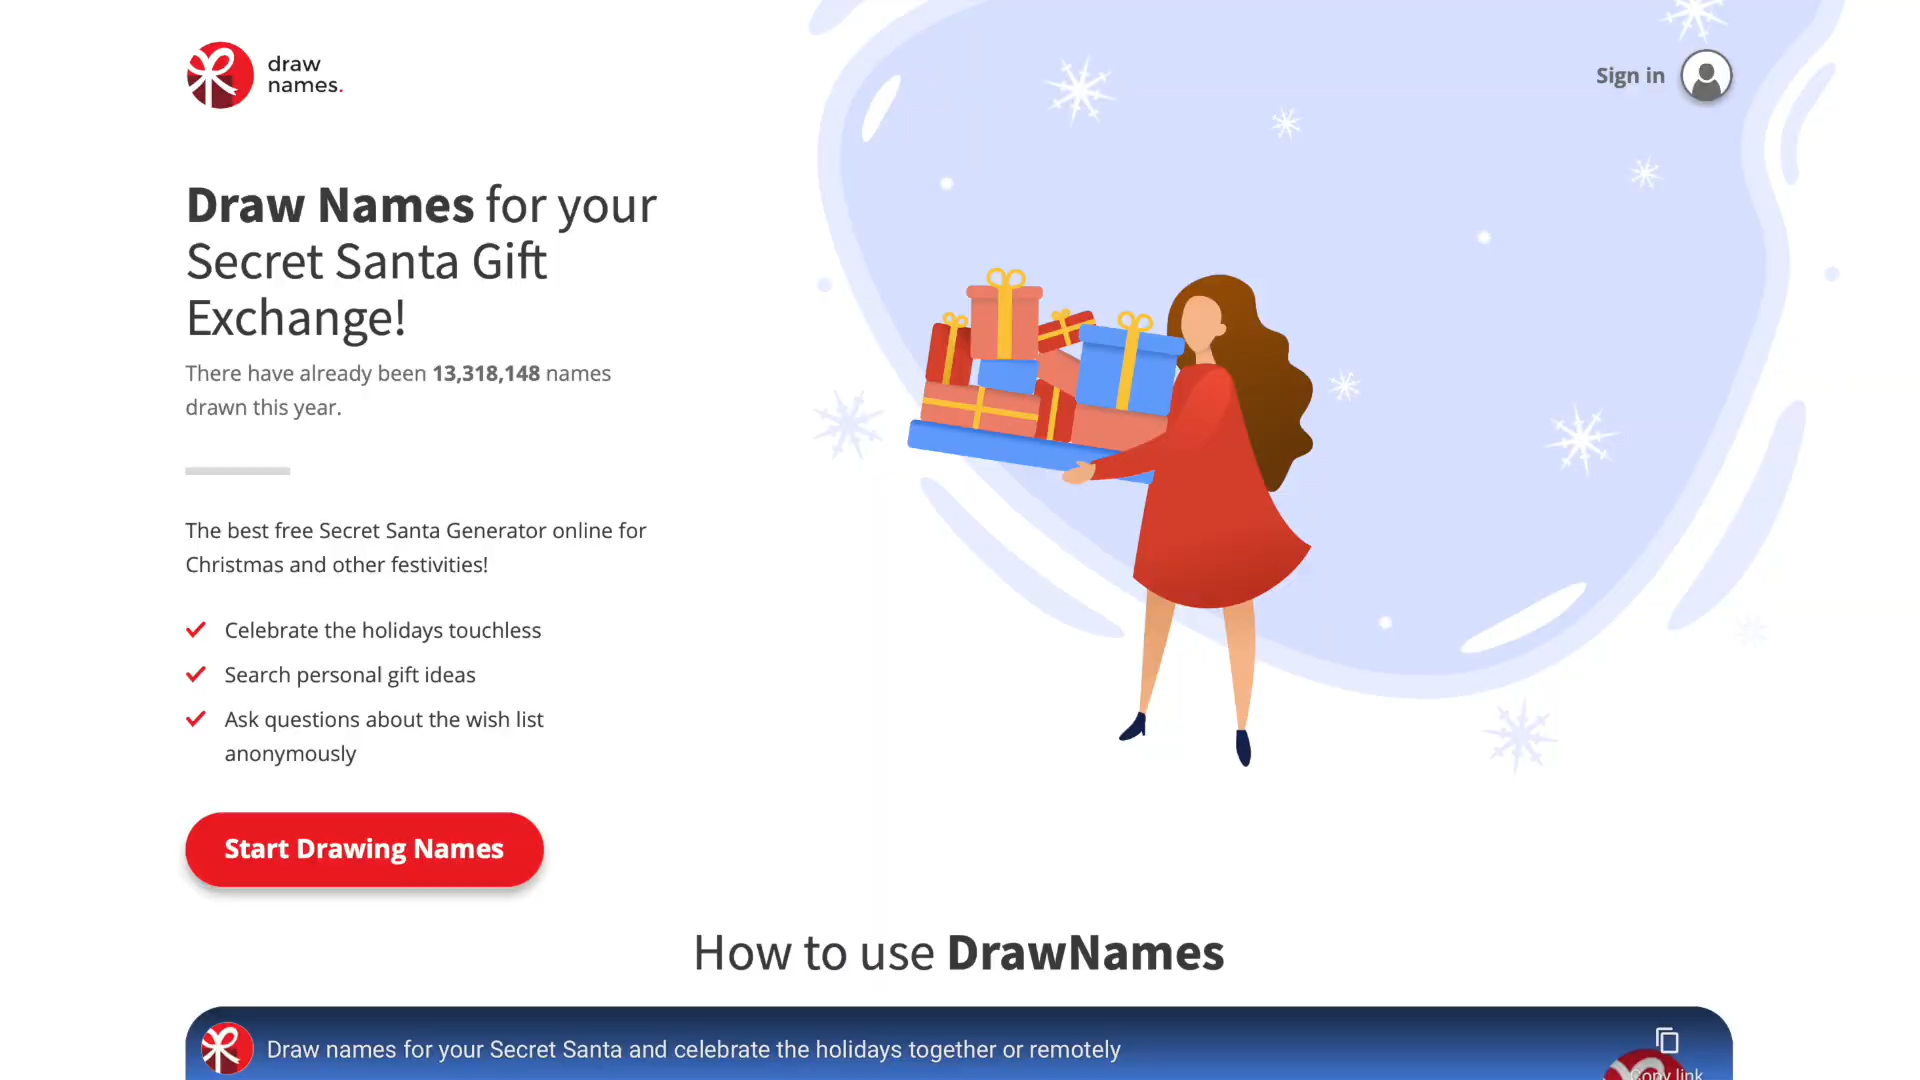 draw
names.
Sign in
Draw Names for your
Secret Santa Gift
Exchange!
There have already been 13,318,148 names
drawn this year.
The best free Secret Santa Generator online for
Christmas and other festivities!
Celebrate the holidays touchless
Search personal gift ideas
Ask questions about the wish list
anonymously
Start Drawing Names
How to use DrawNames
Draw names for your Secret Santa and celebrate the holidays together or remotely
Copy link